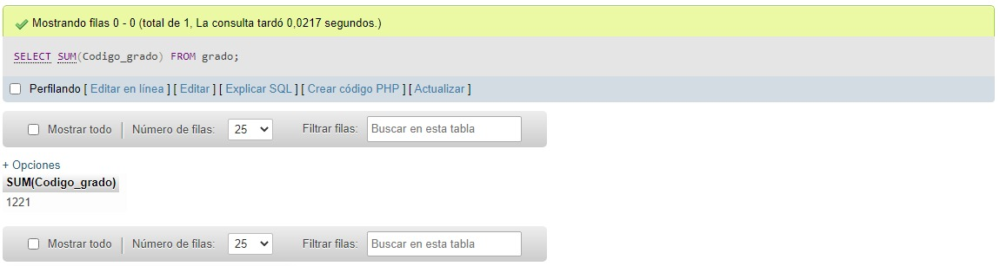 Mostrando filas 0 - 0 (total de 1, La consulta tardó 0,0217 segundos.)
SELECT SUM(Codigo_grado) FROM grado;
Perfilando [ Editar en línea ] [ Editar ] [ Explicar SQL ] [ Crear código PHP ] [ Actualizar ]
Mostrar todo | Número de filas: 25 Filtrar filas: Buscar en esta tabla
+ Opciones
SUM(Codigo_grado)
1221
Mostrar todo | Número de filas: 25 Filtrar filas: Buscar en esta tabla